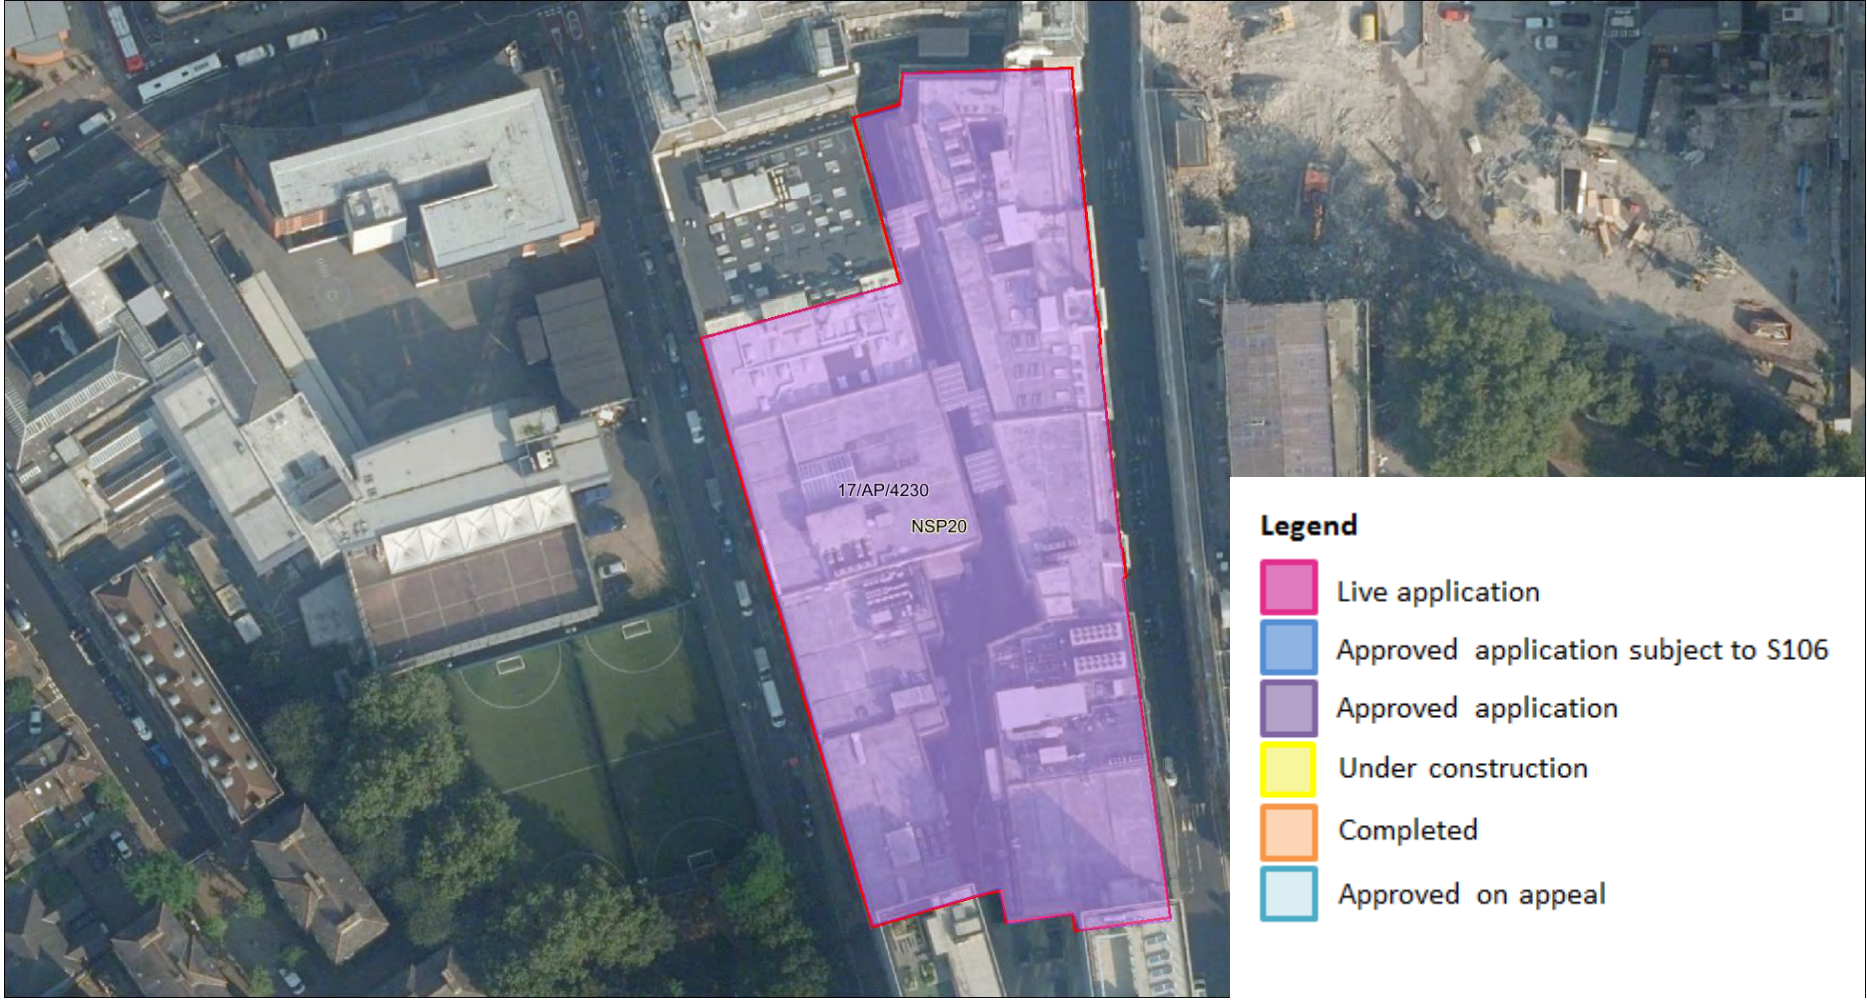 17/AP/4230
NSP20
Legend
Live application
Approved application subject to S106
Approved application
Under construction
Completed
Approved on appeal